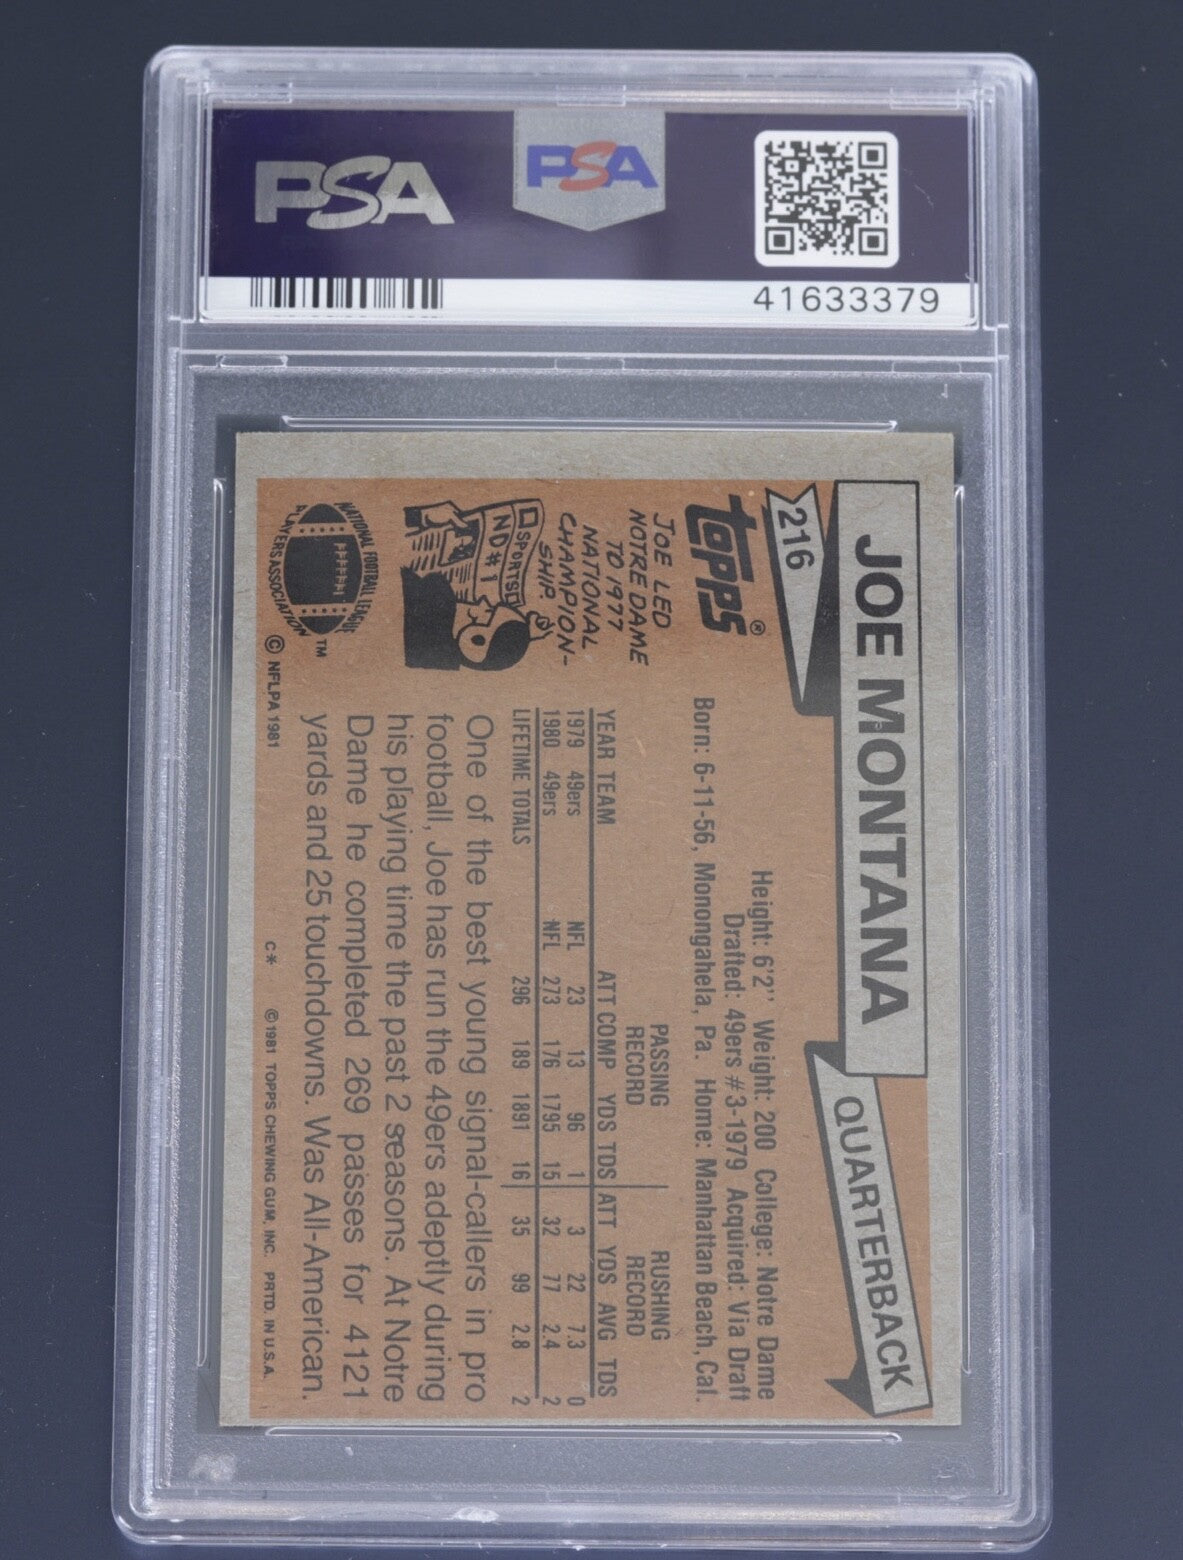 PSA
PSA
41633379
216
JOE MONTANA
QUARTERBACK
topps®
Height: 6'2'' Weight: 200 College: Notre Dame
Drafted: 49ers #3-1979 Acquired: Via Draft
Born: 6-11-56, Monongahela, Pa. Home: Manhattan Beach, Cal.
JOE LED
NOTRE DAME
TO 1977
NATIONAL
CHAMPION-
SHIP.
SPORTS
ND #1
PASSING RECORD RUSHING RECORD
YEAR TEAM ATT COMP YDS TDS ATT YDS AVG TDS
1979 49ers NFL 23 13 96 1 3 22 7.3 0
1980 49ers *NFL 273 176 1795 15 32 77 2.4 2
LIFETIME TOTALS 296 189 1891 16 35 99 2.8 2
One of the best young signal-callers in pro
football, Joe has run the 49ers adeptly during
his playing time the past 2 seasons. At Notre
Dame he completed 269 passes for 4121
yards and 25 touchdowns. Was All-American.
NATIONAL FOOTBALL LEAGUE
PLAYERS ASSOCIATION
TM
© NFLPA 1981
C* ©1981 TOPPS CHEWING GUM, INC. PRTD. IN U.S.A.